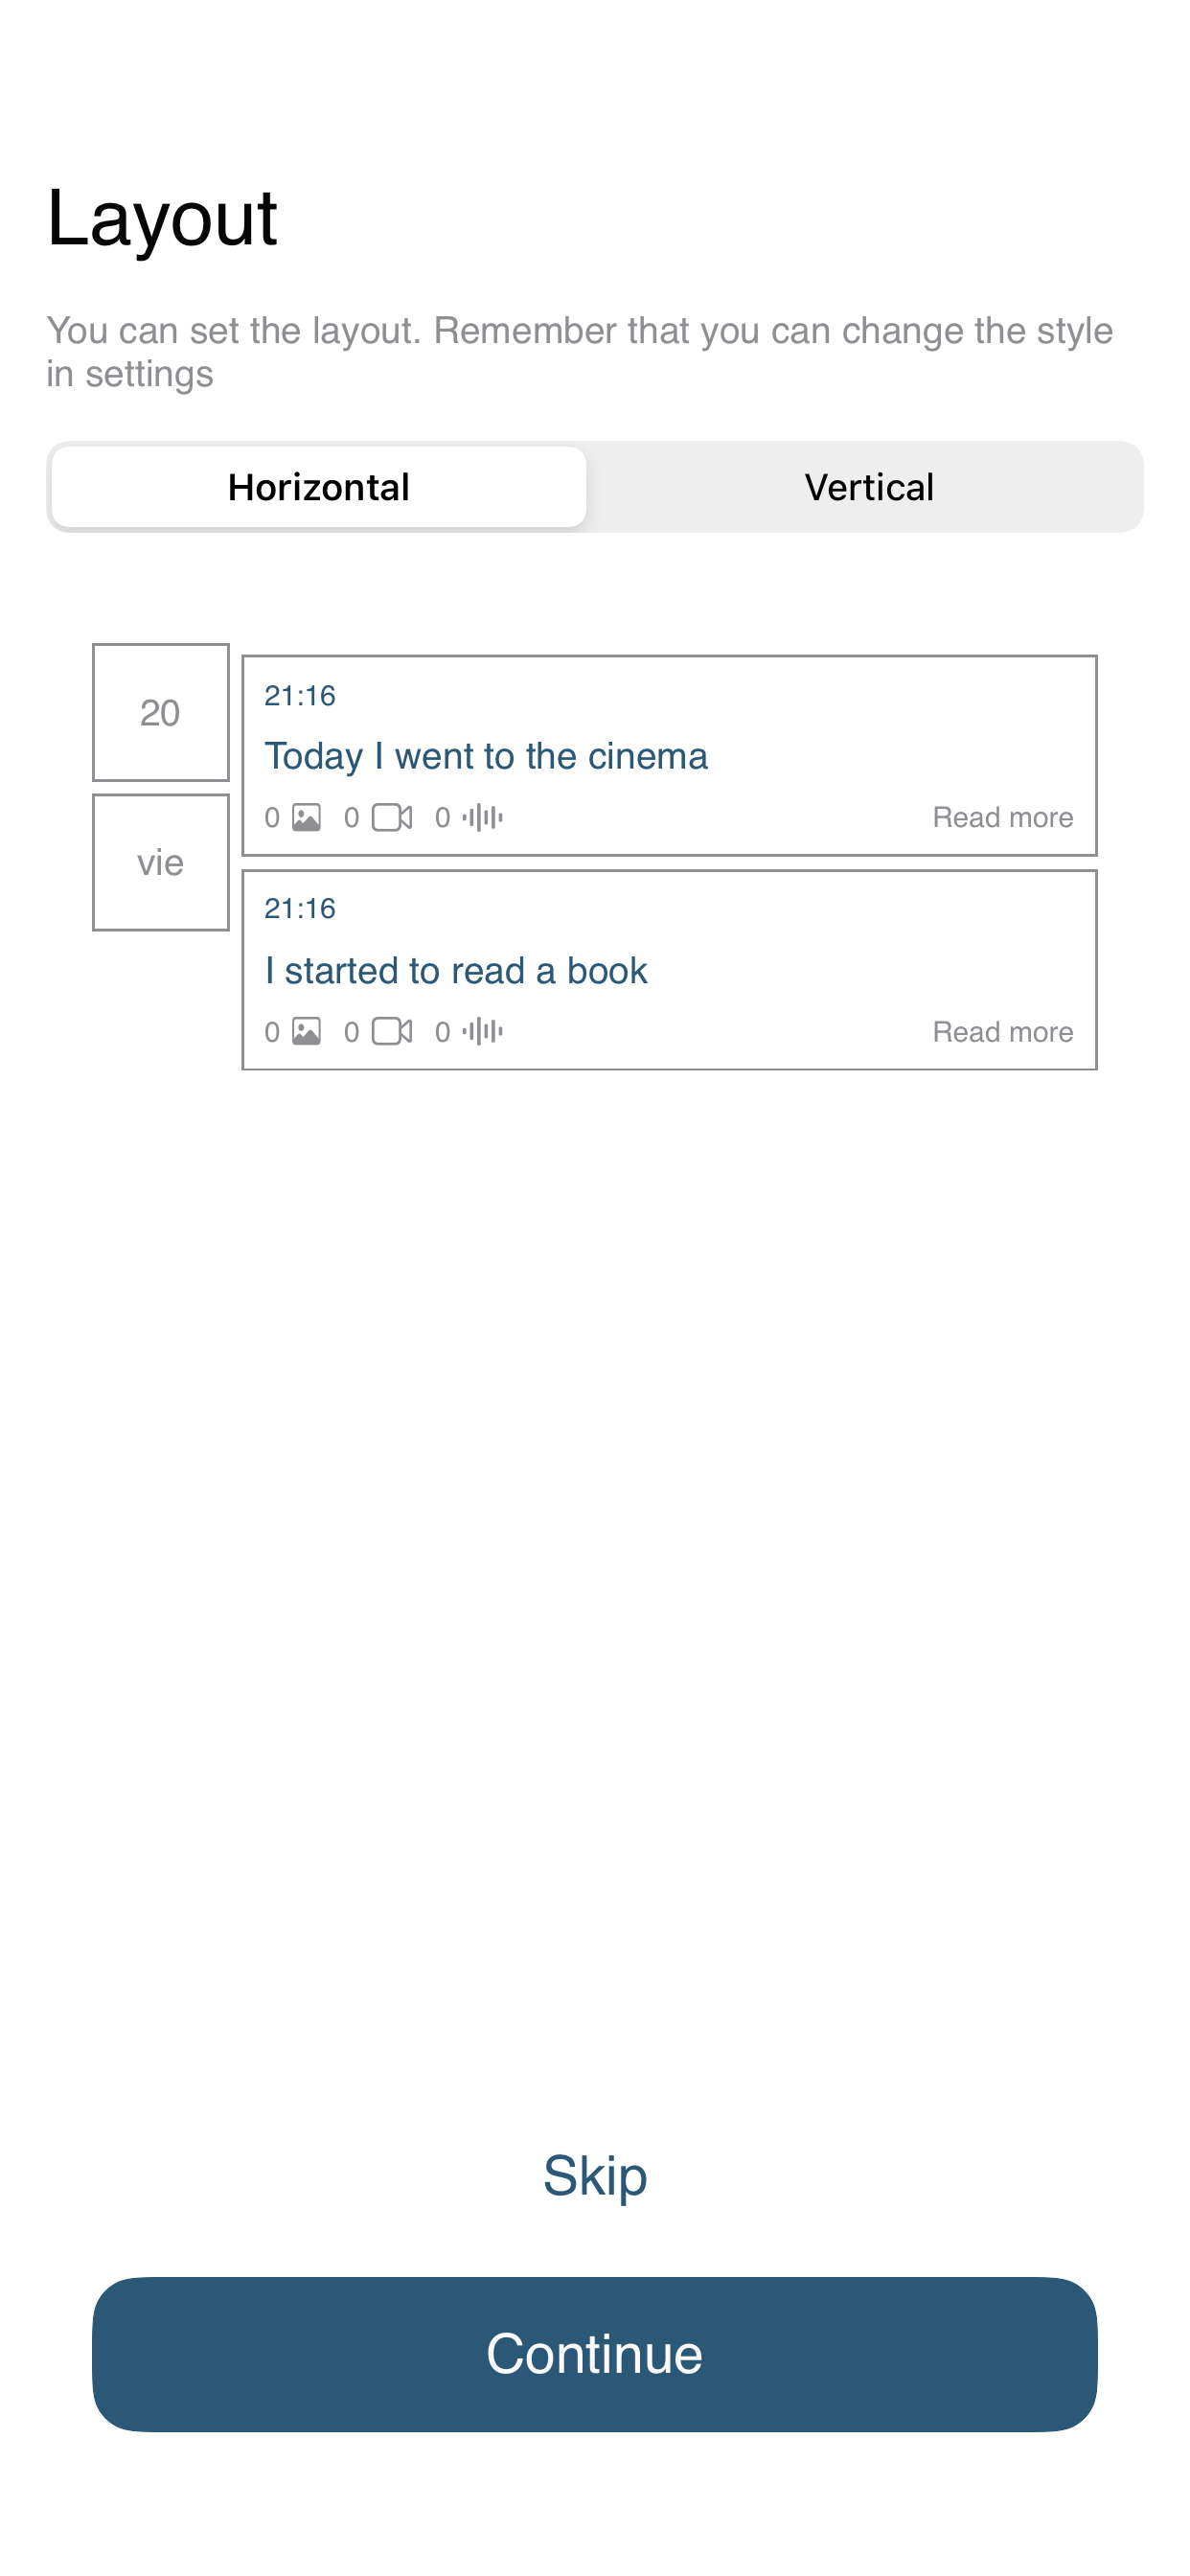 Layout
You can set the layout. Remember that you can change the style
in settings
Horizontal
Vertical
20
vie
21:16
Today I went to the cinema
0 0 0 Read more
21:16
I started to read a book
0 0 0 Read more
Skip
Continue